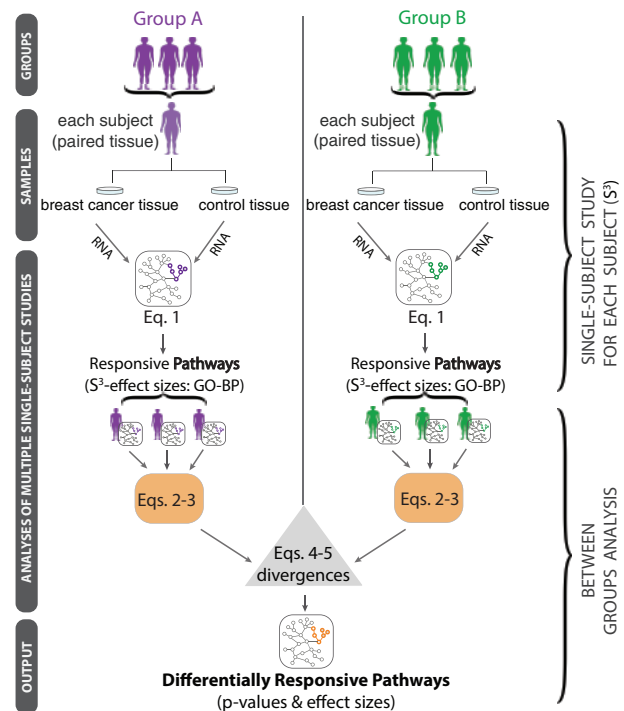 GROUPS
Group A
Group B
SAMPLES
each subject
(paired tissue)
each subject
(paired tissue)
breast cancer tissue
control tissue
breast cancer tissue
control tissue
RNA
RNA
RNA
RNA
SINGLE-SUBJECT STUDY
FOR EACH SUBJECT (S³)
ANALYSES OF MULTIPLE SINGLE-SUBJECT STUDIES
Eq. 1
Eq. 1
Responsive Pathways
(S³-effect sizes: GO-BP)
Responsive Pathways
(S³-effect sizes: GO-BP)
Eqs. 2-3
Eqs. 2-3
Eqs. 4-5
divergences
BETWEEN
GROUPS ANALYSIS
OUTPUT
Differentially Responsive Pathways
(p-values & effect sizes)